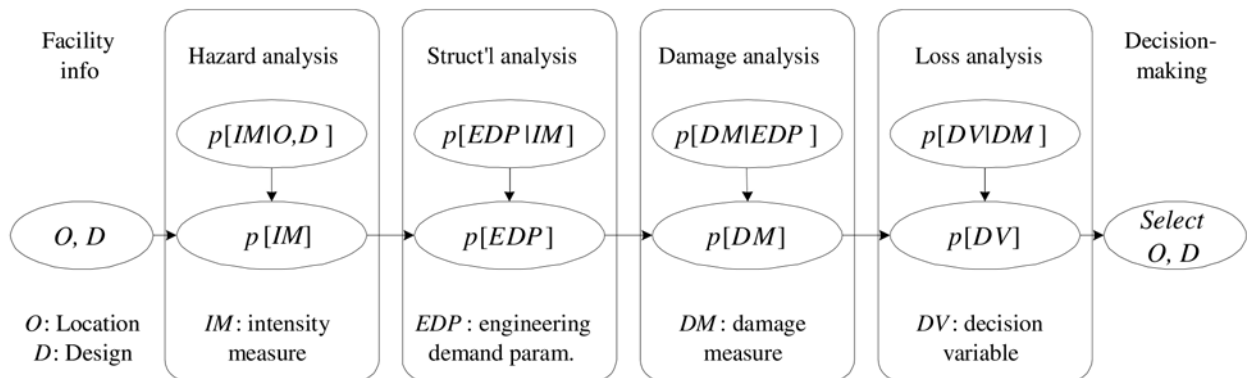 Facility
info
Hazard analysis
Struct'l analysis
Damage analysis
Loss analysis
Decision-
making
p[IM|O,D ]
p[EDP |IM]
p[DM|EDP ]
p[DV|DM]
O, D
p [IM]
p[EDP]
p[DM]
p[DV]
Select
O, D
O: Location
D: Design
IM : intensity
measure
EDP : engineering
demand param.
DM : damage
measure
DV : decision
variable